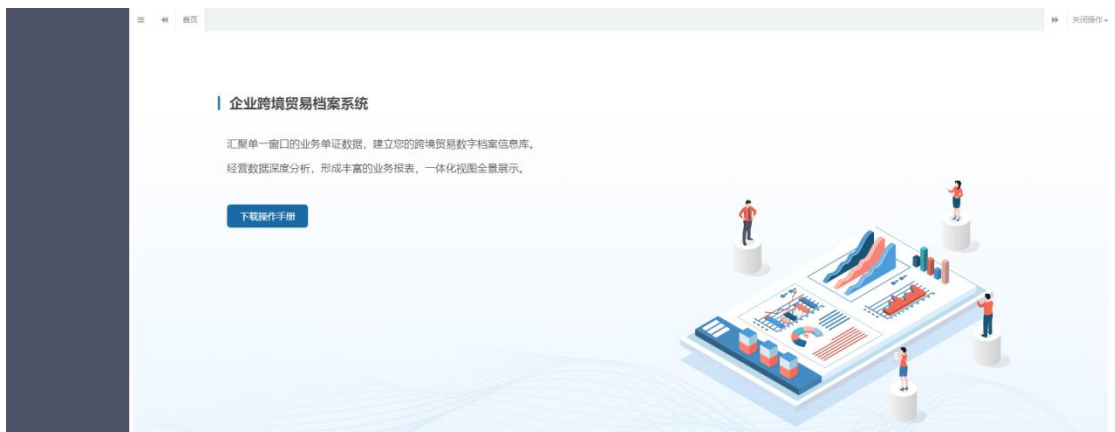 首页
关闭操作
企业跨境贸易档案系统
汇聚单一窗口的业务单证数据，建立您的跨境贸易数字档案信息库。
经营数据深度分析，形成丰富的业务报表，一体化视图全景展示。
下载操作手册